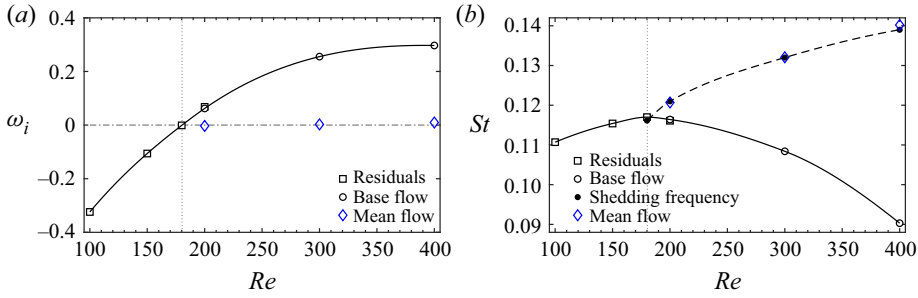 (a)
0.4
0.2
0
–0.2
–0.4
ωi
100 150 200 250 300 350 400
Re
Residuals
Base flow
Mean flow
(b)
0.14
0.13
0.12
0.11
0.10
0.09
St
100 150 200 250 300 350 400
Re
Residuals
Base flow
Shedding frequency
Mean flow